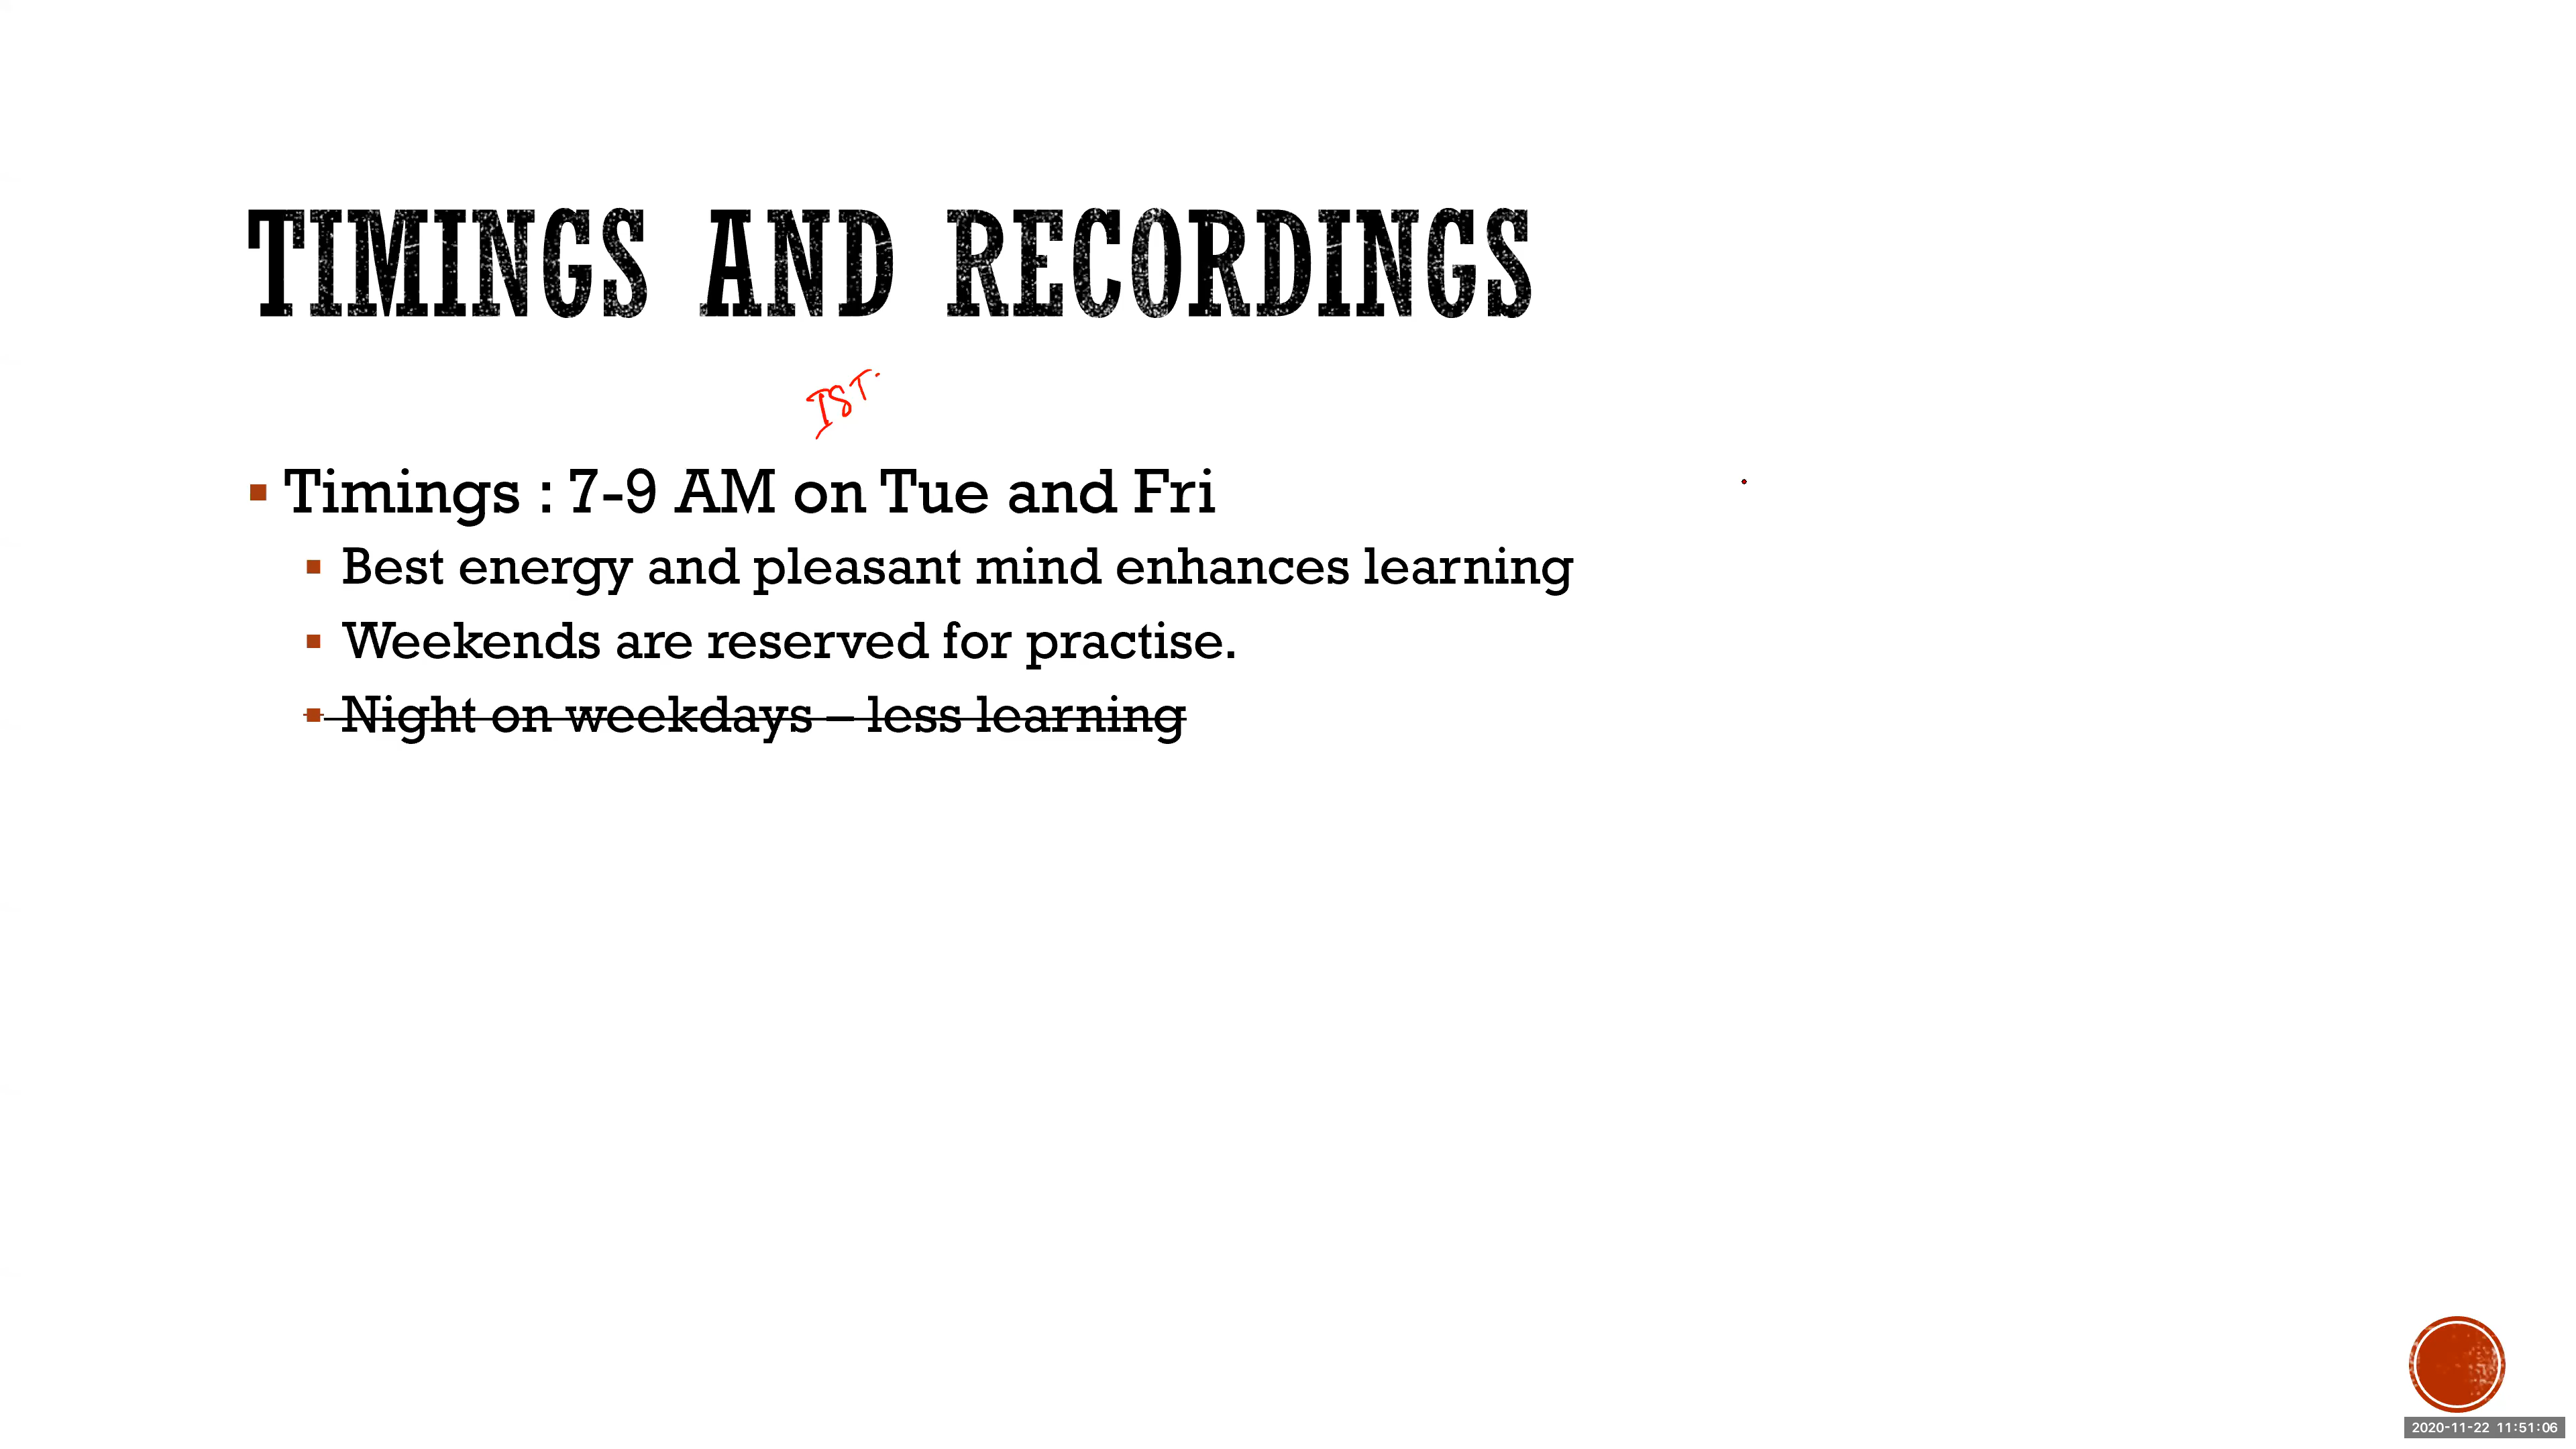 TIMINGS AND RECORDINGS
IST.
Timings : 7-9 AM on Tue and Fri
Best energy and pleasant mind enhances learning
Weekends are reserved for practise.
Night on weekdays – less learning
2020-11-22 11:51:06